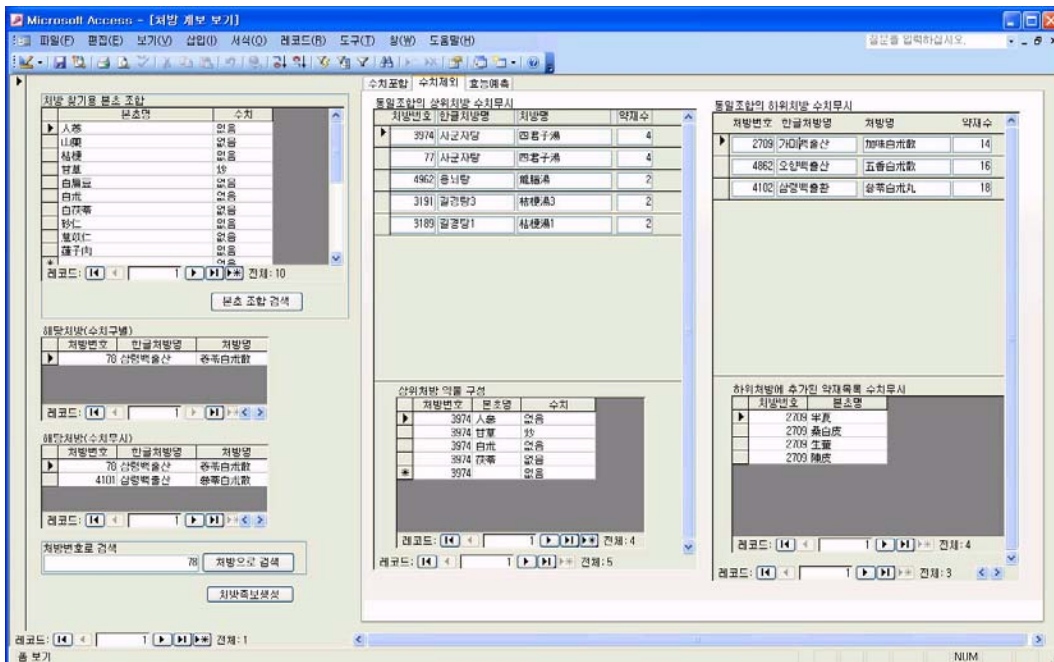 Microsoft Access - [처방 계보 보기]
파일(F) 편집(E) 보기(V) 삽입(I) 서식(O) 레코드(R) 도구(T) 창(W) 도움말(H)
질문을 입력하십시오.
수치포함 수치제외 효능예측
처방 찾기용 본초 조합
본초명 수치
人蔘 없음
山藥 없음
桔梗 없음
甘草 炒
白扁豆 없음
白朮 없음
白茯苓 없음
砂仁 없음
薏苡仁 없음
蓮子肉 없음
없음
레코드: 1 전체: 10
본초 조합 검색
해당처방(수치구별)
처방번호 한글처방명 처방명
78 삼령백출산 蔘苓白朮散
레코드: 1
해당처방(수치무시)
처방번호 한글처방명 처방명
78 삼령백출산 蔘苓白朮散
4101 삼령백출산 蔘苓白朮散
레코드: 1
처방번호로 검색
78 처방으로 검색
처방족보생성
레코드: 1 전체: 1
동일조합의 상위처방 수치무시
처방번호 한글처방명 처방명 약재수
3974 사군자탕 四君子湯 4
77 사군자탕 四君子湯 4
4962 용뇌탕 龍腦湯 2
3191 길경탕3 桔梗湯3 2
3189 길경탕1 桔梗湯1 2
상위처방 약물 구성
처방번호 본초명 수치
3974 人蔘 없음
3974 甘草 炒
3974 白朮 없음
3974 茯苓 없음
3974 없음
레코드: 1 전체: 4
레코드: 1 전체: 5
동일조합의 하위처방 수치무시
처방번호 한글처방명 처방명 약재수
2709 가미백출산 加味白朮散 14
4862 오향백출산 五香白朮散 16
4102 삼령백출환 蔘苓白朮丸 18
하위처방에 추가된 약재목록 수치무시
처방번호 본초명
2709 半夏
2709 桑白皮
2709 生薑
2709 陳皮
레코드: 1 전체: 4
레코드: 1 전체: 3
폼 보기
NUM